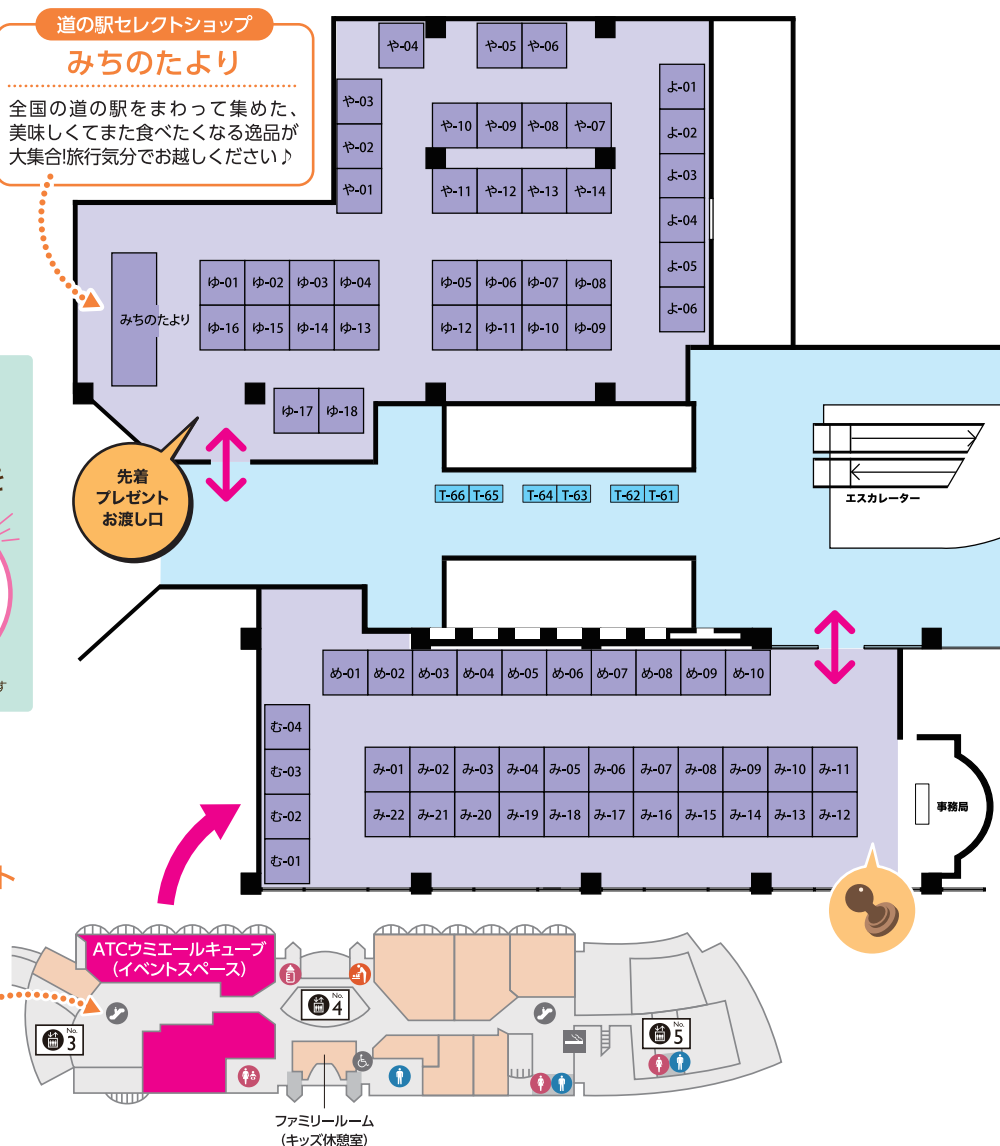 道の駅セレクトショップ
みちのたより
全国の道の駅をまわって集めた、
美味しくてまた食べたくなる逸品が
大集合!旅行気分でお越しください♪
や-04
や-05 や-06
や-03
や-02
や-01
や-10 や-09 や-08 や-07
や-11 や-12 や-13 や-14
よ-01
よ-02
よ-03
よ-04
よ-05
よ-06
みちのたより
ゆ-01 ゆ-02 ゆ-03 ゆ-04
ゆ-16 ゆ-15 ゆ-14 ゆ-13
ゆ-05 ゆ-06 ゆ-07 ゆ-08
ゆ-12 ゆ-11 ゆ-10 ゆ-09
ゆ-17 ゆ-18
先着
プレゼント
お渡し口
T-66 T-65 T-64 T-63 T-62 T-61
エスカレーター
す
め-01 め-02 め-03 め-04 め-05 め-06 め-07 め-08 め-09 め-10
む-04
む-03
む-02
む-01
み-01 み-02 み-03 み-04 み-05 み-06 み-07 み-08 み-09 み-10 み-11
み-22 み-21 み-20 み-19 み-18 み-17 み-16 み-15 み-14 み-13 み-12
事務局
ト
ATCウミエールキューブ
(イベントスペース)
No.3
No.4
No.5
ファミリールーム
(キッズ休憩室)